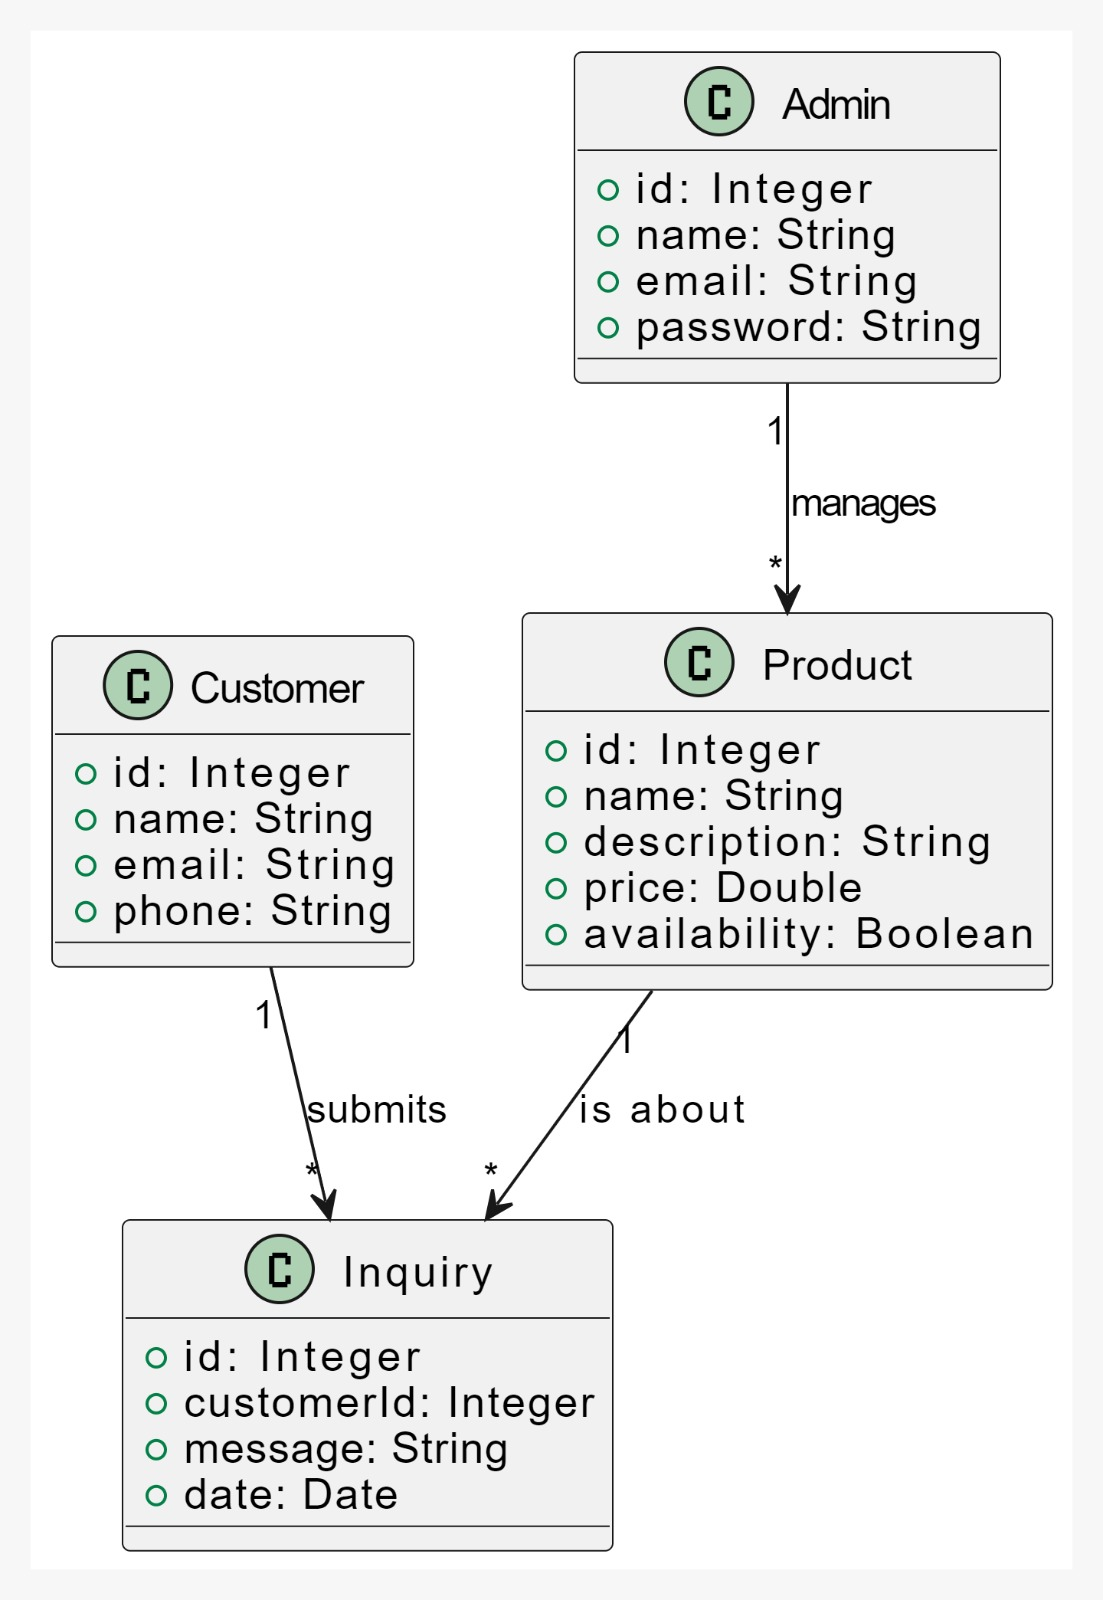 C Admin
id: Integer
name: String
email: String
password: String
1
manages
*
C Customer
id: Integer
name: String
email: String
phone: String
C Product
id: Integer
name: String
description: String
price: Double
availability: Boolean
1
submits
*
1
is about
*
C Inquiry
id: Integer
customerId: Integer
message: String
date: Date